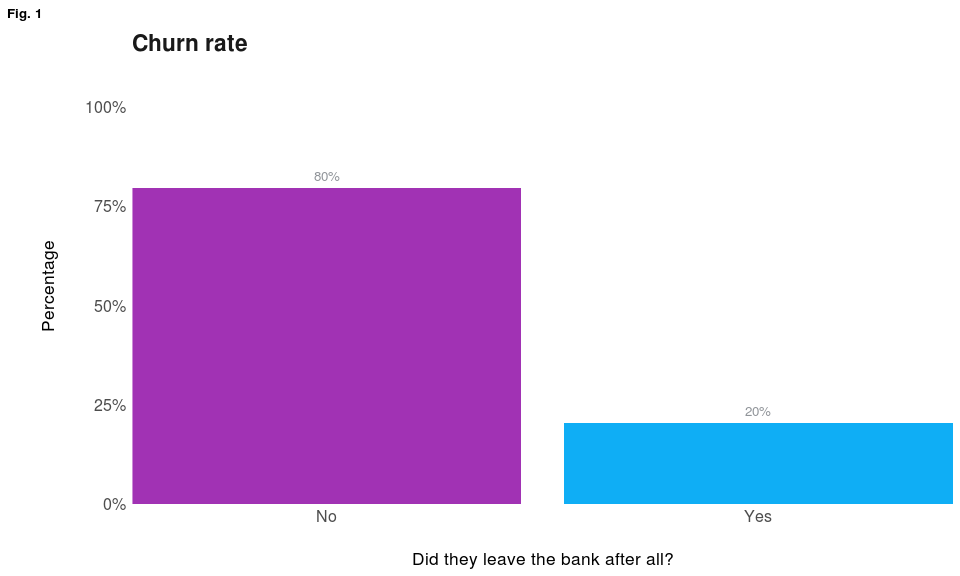 Fig. 1
Churn rate
100%
80%
75%
Percentage
50%
25%
20%
0%
No
Yes
Did they leave the bank after all?